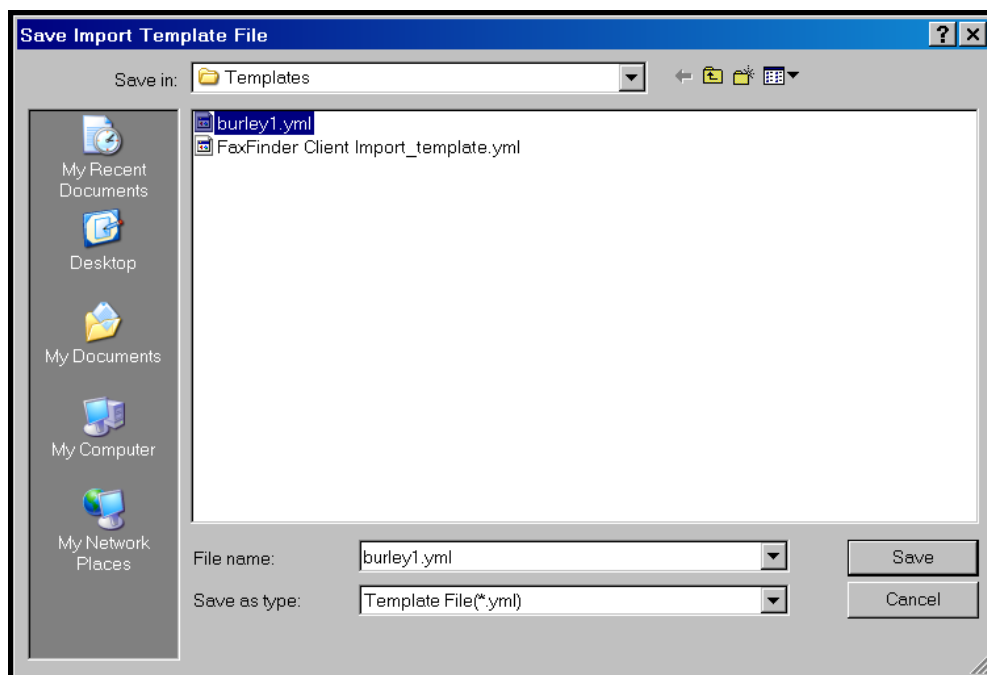 Save Import Template File
Save in:
Templates
My Recent
Documents
Desktop
My Documents
My Computer
My Network
Places
burley1.yml
FaxFinder Client Import_template.yml
File name:
burley1.yml
Save
Save as type:
Template File(*.yml)
Cancel